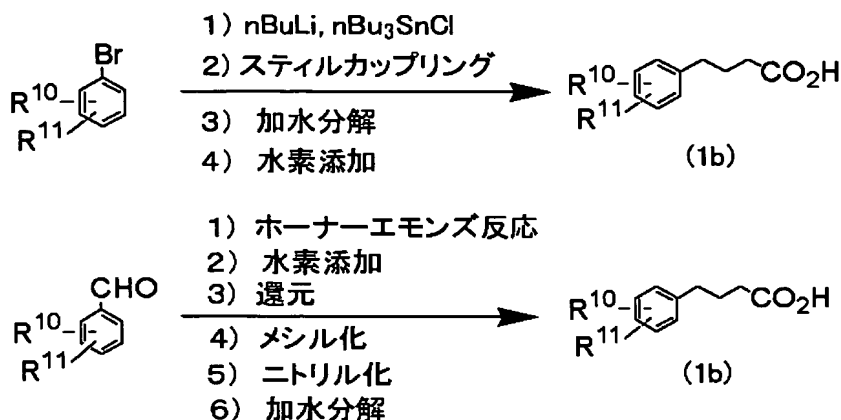 1) nBuLi, nBu₃SnCl
Br
2) スティルカップリング
R¹⁰
R¹¹
3) 加水分解
4) 水素添加
R¹⁰
R¹¹
CO₂H
(1b)
1) ホーナーエモンズ反応
2) 水素添加
3) 還元
CHO
R¹⁰
R¹¹
4) メシル化
5) ニトリル化
6) 加水分解
R¹⁰
R¹¹
CO₂H
(1b)